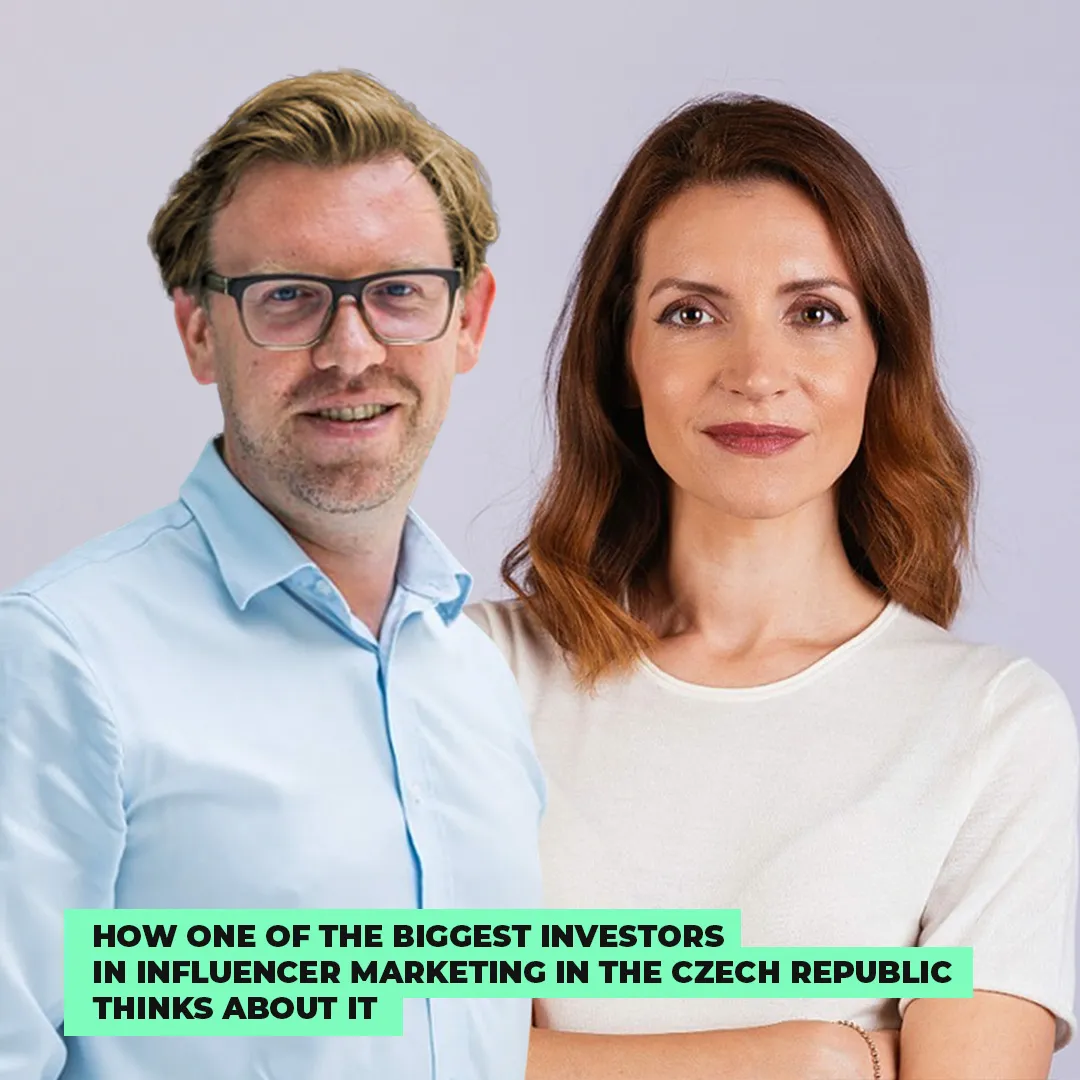 HOW ONE OF THE BIGGEST INVESTORS
IN INFLUENCER MARKETING IN THE CZECH REPUBLIC
THINKS ABOUT IT